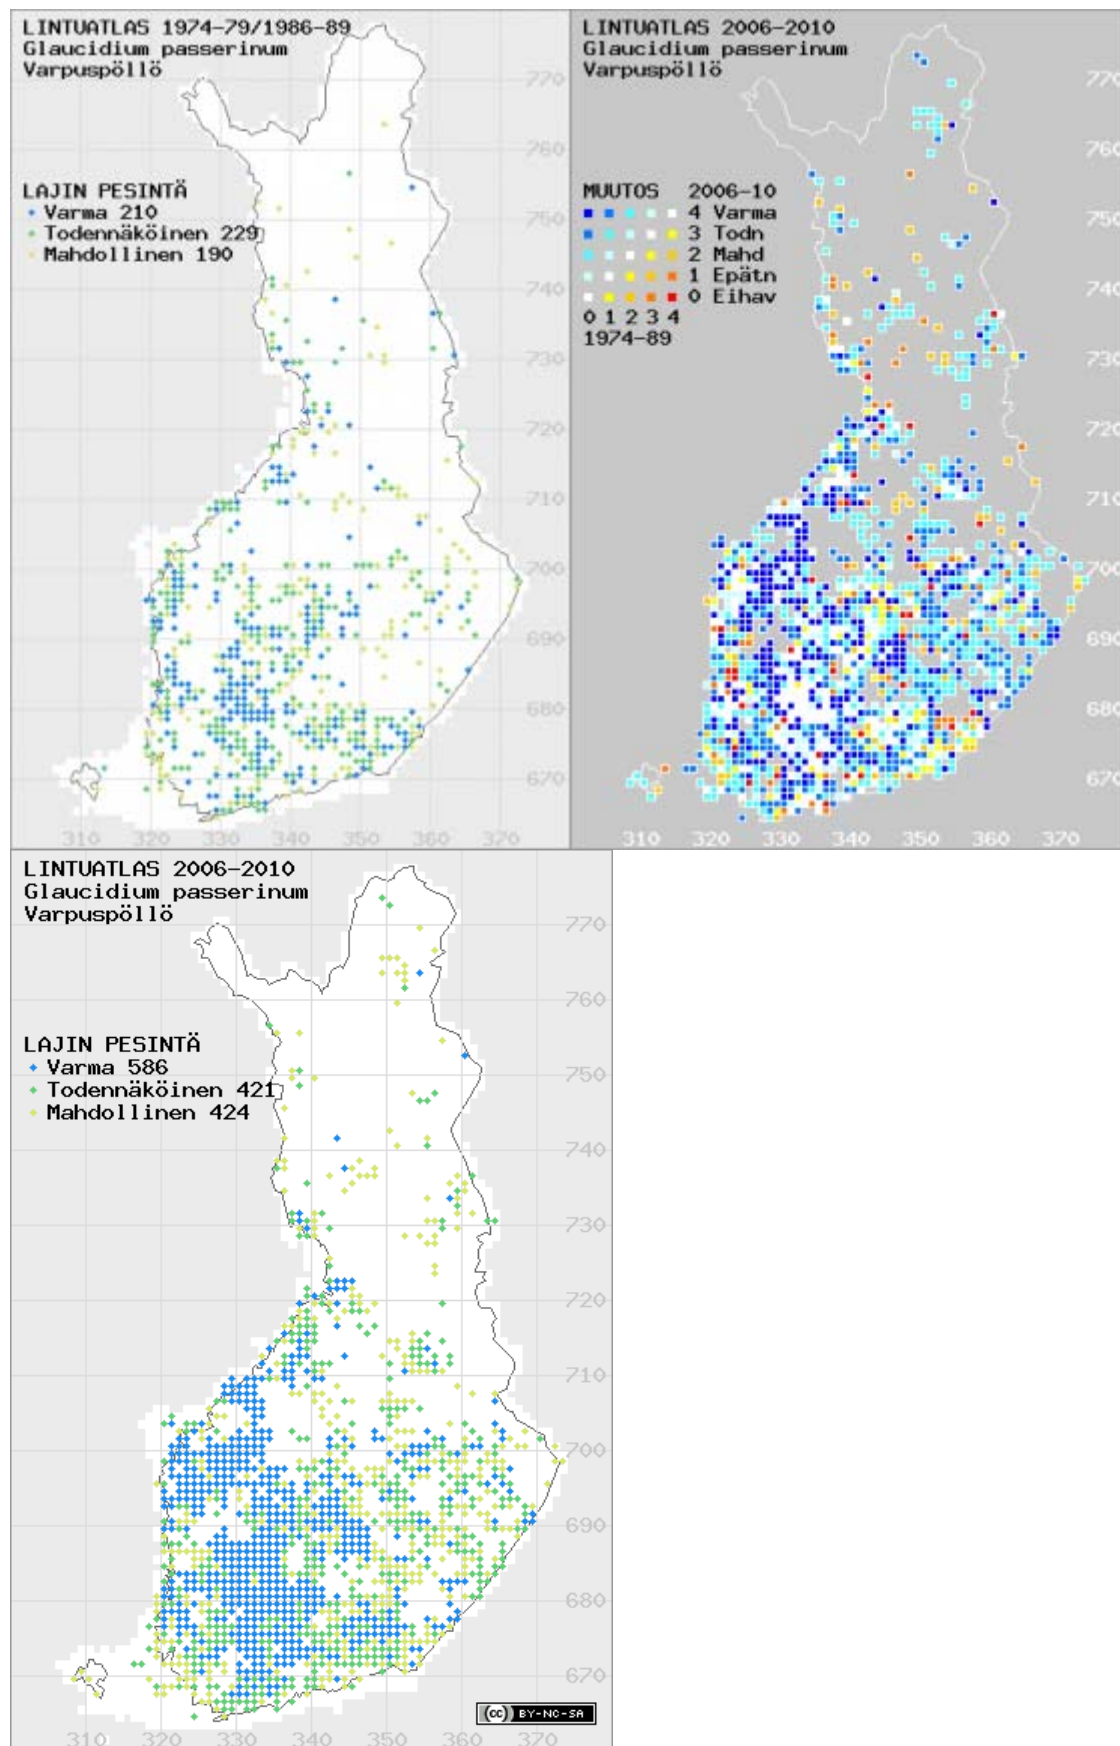 LINTUATLAS 1974-79/1986-89
Glaucidium passerinum
Varpuspöllö
LAJIN PESINTÄ
Varma 210
Todennäköinen 229
Mahdollinen 190
770
760
750
740
730
720
710
700
690
680
670
310 320 330 340 350 360 370
LINTUATLAS 2006-2010
Glaucidium passerinum
Varpuspöllö
MUUTOS 2006-10
4 Varma
3 Todn
2 Mahd
1 Epätn
0 Eihav
0 1 2 3 4
1974-89
770
760
750
740
730
720
710
700
690
680
670
310 320 330 340 350 360 370
LINTUATLAS 2006-2010
Glaucidium passerinum
Varpuspöllö
LAJIN PESINTÄ
Varma 586
Todennäköinen 421
Mahdollinen 424
770
760
750
740
730
720
710
700
690
680
670
310 320 330 340 350 360 370
cc BY-NC-SA